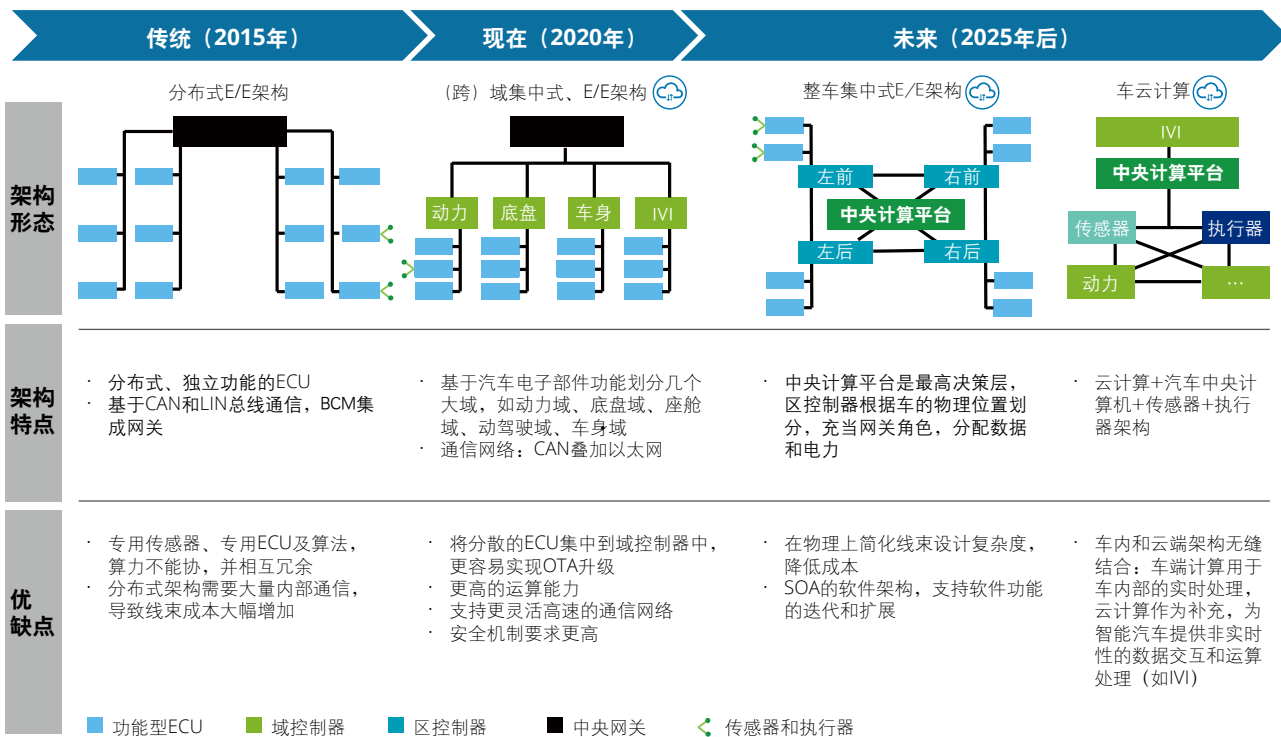 传统（2015年）
现在（2020年）
未来（2025年后）
分布式E/E架构
（跨）域集中式、E/E架构
整车集中式E/E架构
车云计算
架构
形态
动力
底盘
车身
IVI
左前
右前
中央计算平台
左后
右后
IVI
中央计算平台
传感器
执行器
动力
…
架构
特点
· 分布式、独立功能的ECU
· 基于CAN和LIN总线通信，BCM集
成网关
· 基于汽车电子部件功能划分几个
大域，如动力域、底盘域、座舱
域、动驾驶域、车身域
· 通信网络：CAN叠加以太网
· 中央计算平台是最高决策层，
区控制器根据车的物理位置划
分，充当网关角色，分配数据
和电力
· 云计算+汽车中央计
算机+传感器+执行
器架构
优
缺点
· 专用传感器、专用ECU及算法，
算力不能协，并相互冗余
· 分布式架构需要大量内部通信，
导致线束成本大幅增加
· 将分散的ECU集中到域控制器中，
更容易实现OTA升级
· 更高的运算能力
· 支持更灵活高速的通信网络
· 安全机制要求更高
· 在物理上简化线束设计复杂度，
降低成本
· SOA的软件架构，支持软件功能
的迭代和扩展
· 车内和云端架构无缝
结合：车端计算用于
车内部的实时处理，
云计算作为补充，为
智能汽车提供非实时
性的数据交互和运算
处理（如IVI）
功能型ECU
域控制器
区控制器
中央网关
传感器和执行器